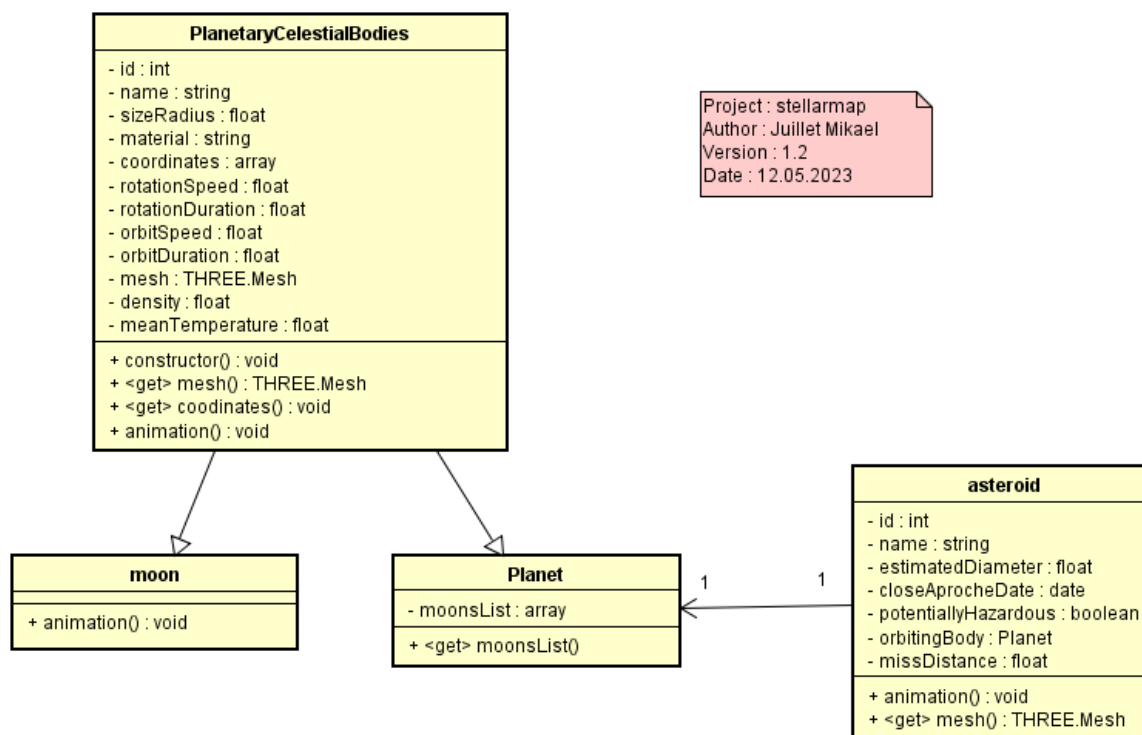 PlanetaryCelestialBodies
- id : int
- name : string
- sizeRadius : float
- material : string
- coordinates : array
- rotationSpeed : float
- rotationDuration : float
- orbitSpeed : float
- orbitDuration : float
- mesh : THREE.Mesh
- density : float
- meanTemperature : float
+ constructor() : void
+ <get> mesh() : THREE.Mesh
+ <get> coodinates() : void
+ animation() : void
Project : stellarmap
Author : Juillet Mikael
Version : 1.2
Date : 12.05.2023
moon
+ animation() : void
Planet
- moonsList : array
+ <get> moonsList()
1
1
asteroid
- id : int
- name : string
- estimatedDiameter : float
- closeAprocheDate : date
- potentiallyHazardous : boolean
- orbitingBody : Planet
- missDistance : float
+ animation() : void
+ <get> mesh() : THREE.Mesh